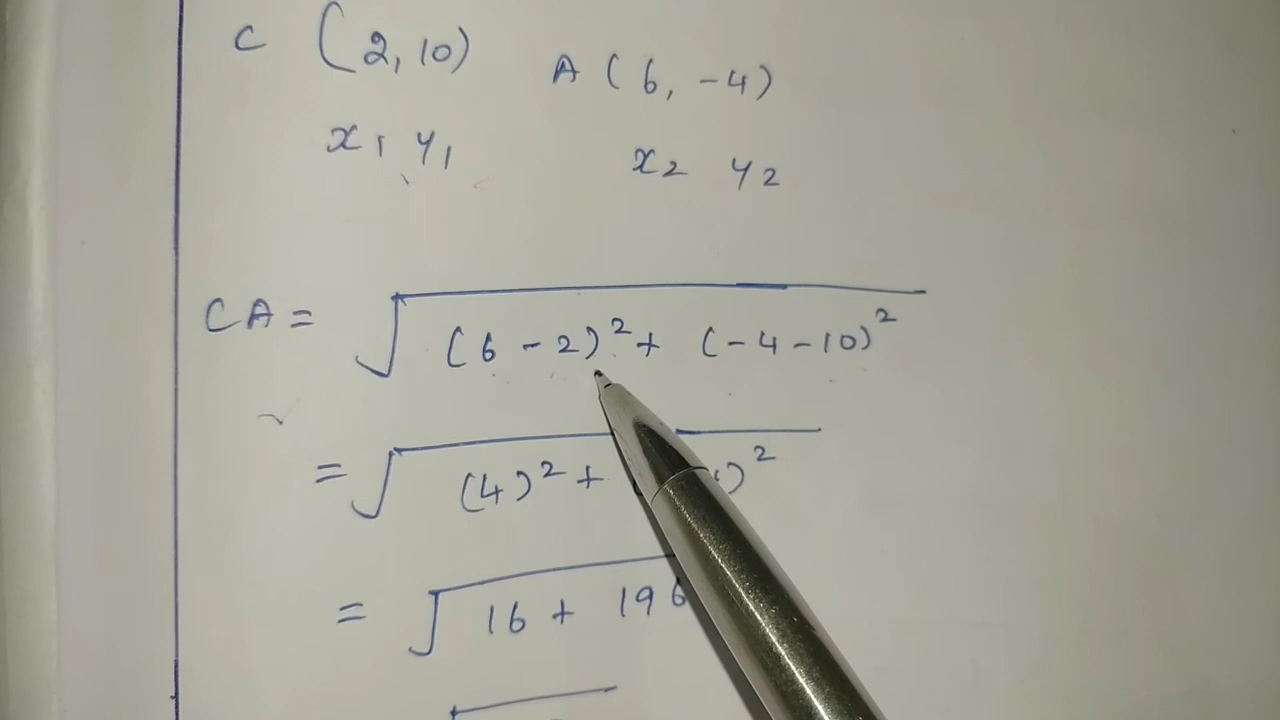 C (2, 10) A (6, -4)
x1 y1 x2 y2
CA = √(6 - 2)² + (-4 - 10)²
= √(4)² + ( )²
= √16 + 196